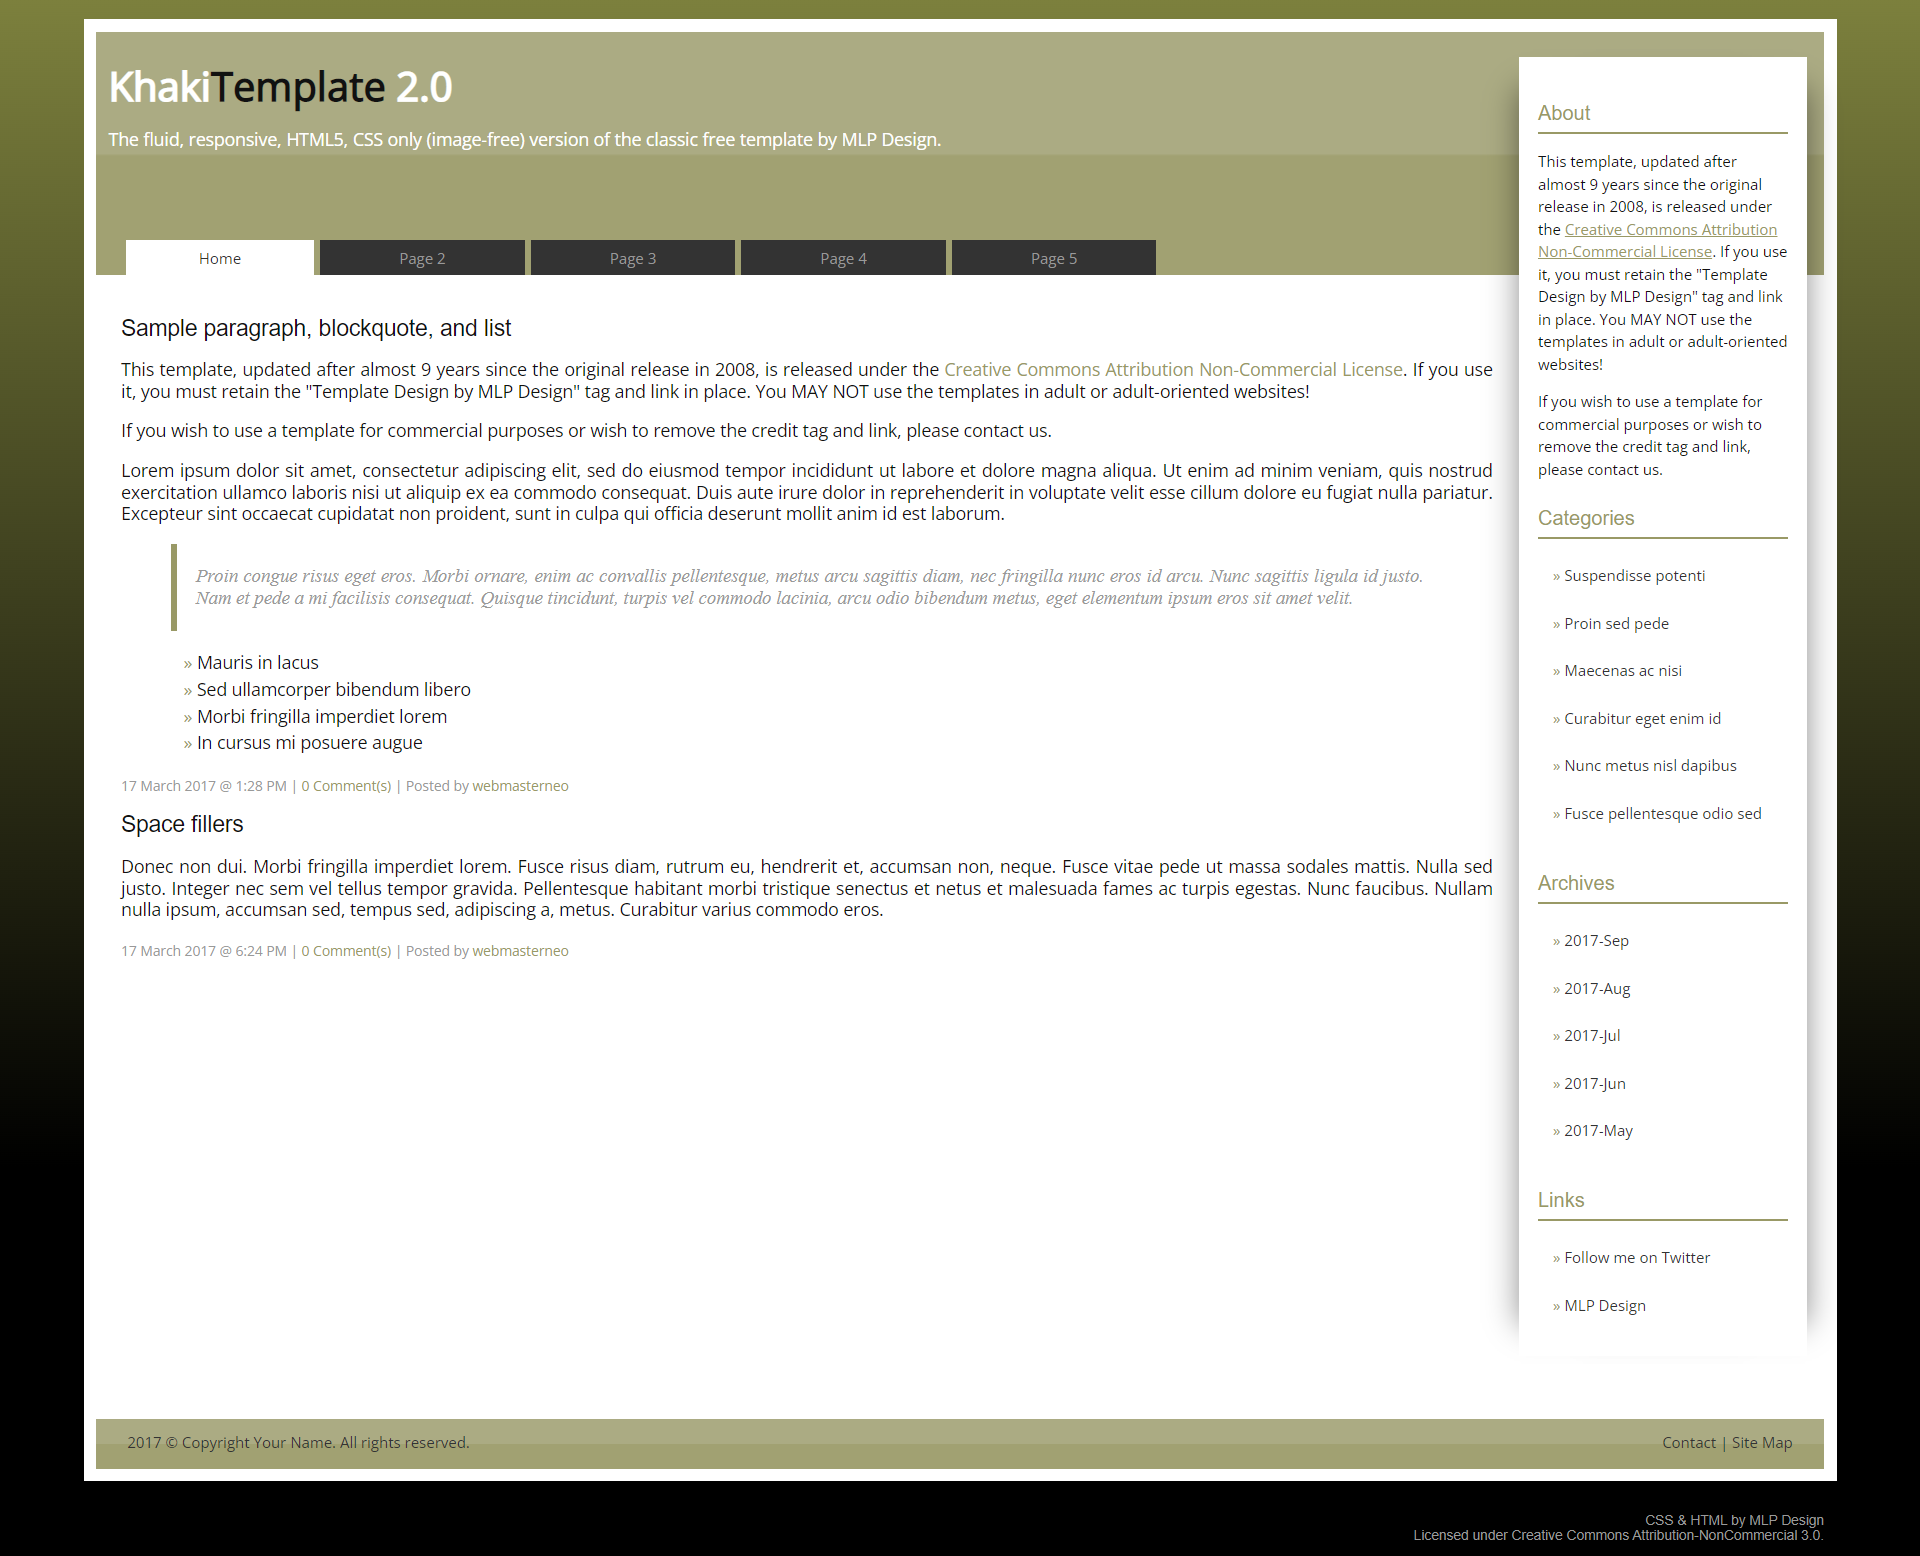 KhakiTemplate 2.0
The fluid, responsive, HTML5, CSS only (image-free) version of the classic free template by MLP Design.
Home
Page 2
Page 3
Page 4
Page 5
Sample paragraph, blockquote, and list
This template, updated after almost 9 years since the original release in 2008, is released under the Creative Commons Attribution Non-Commercial License. If you use
it, you must retain the "Template Design by MLP Design" tag and link in place. You MAY NOT use the templates in adult or adult-oriented websites!
If you wish to use a template for commercial purposes or wish to remove the credit tag and link, please contact us.
Lorem ipsum dolor sit amet, consectetur adipiscing elit, sed do eiusmod tempor incididunt ut labore et dolore magna aliqua. Ut enim ad minim veniam, quis nostrud
exercitation ullamco laboris nisi ut aliquip ex ea commodo consequat. Duis aute irure dolor in reprehenderit in voluptate velit esse cillum dolore eu fugiat nulla pariatur.
Excepteur sint occaecat cupidatat non proident, sunt in culpa qui officia deserunt mollit anim id est laborum.
Proin congue risus eget eros. Morbi ornare, enim ac convallis pellentesque, metus arcu sagittis diam, nec fringilla nunc eros id arcu. Nunc sagittis ligula id justo.
Nam et pede a mi facilisis consequat. Quisque tincidunt, turpis vel commodo lacinia, arcu odio bibendum metus, eget elementum ipsum eros sit amet velit.
» Mauris in lacus
» Sed ullamcorper bibendum libero
» Morbi fringilla imperdiet lorem
» In cursus mi posuere augue
17 March 2017 @ 1:28 PM | 0 Comment(s) | Posted by webmasterneo
Space fillers
Donec non dui. Morbi fringilla imperdiet lorem. Fusce risus diam, rutrum eu, hendrerit et, accumsan non, neque. Fusce vitae pede ut massa sodales mattis. Nulla sed
justo. Integer nec sem vel tellus tempor gravida. Pellentesque habitant morbi tristique senectus et netus et malesuada fames ac turpis egestas. Nunc faucibus. Nullam
nulla ipsum, accumsan sed, tempus sed, adipiscing a, metus. Curabitur varius commodo eros.
17 March 2017 @ 6:24 PM | 0 Comment(s) | Posted by webmasterneo
About
This template, updated after
almost 9 years since the original
release in 2008, is released under
the Creative Commons Attribution
Non-Commercial License. If you use
it, you must retain the "Template
Design by MLP Design" tag and link
in place. You MAY NOT use the
templates in adult or adult-oriented
websites!
If you wish to use a template for
commercial purposes or wish to
remove the credit tag and link,
please contact us.
Categories
» Suspendisse potenti
» Proin sed pede
» Maecenas ac nisi
» Curabitur eget enim id
» Nunc metus nisl dapibus
» Fusce pellentesque odio sed
Archives
» 2017-Sep
» 2017-Aug
» 2017-Jul
» 2017-Jun
» 2017-May
Links
» Follow me on Twitter
» MLP Design
2017 © Copyright Your Name. All rights reserved.
Contact | Site Map
CSS & HTML by MLP Design
Licensed under Creative Commons Attribution-NonCommercial 3.0.